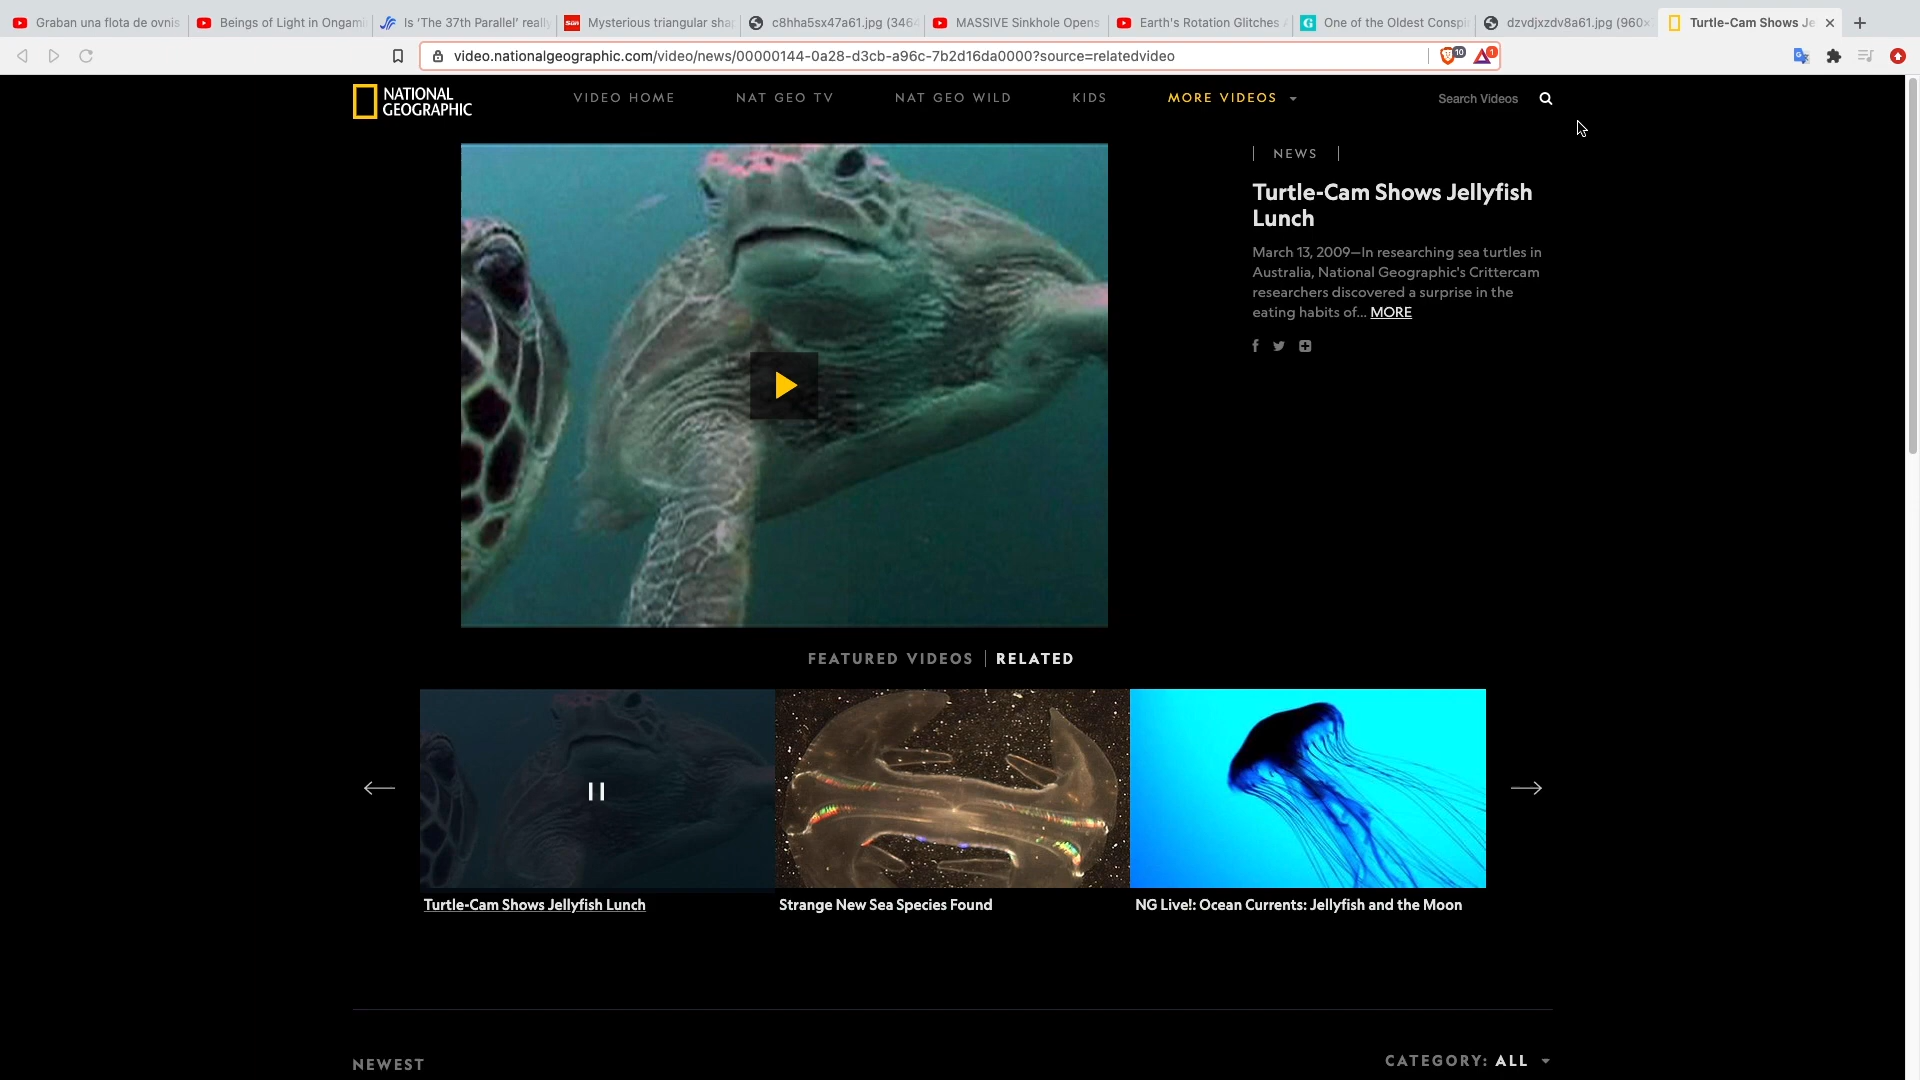 Graban una flota de ovnis
Beings of Light in Ongami
Is 'The 37th Parallel' really
Sun
Mysterious triangular sha
c8hha5sx47a61.jpg (346
MASSIVE Sinkhole Opens
Earth's Rotation Glitches
G
One of the Oldest Conspi
dzvdjxzdv8a61.jpg (960×
Turtle-Cam Shows Je
video.nationalgeographic.com/video/news/00000144-0a28-d3cb-a96c-7b2d16da0000?source=relatedvideo
10
1
NATIONAL
GEOGRAPHIC
VIDEO HOME
NAT GEO TV
NAT GEO WILD
KIDS
MORE VIDEOS
Search Videos
NEWS
Turtle-Cam Shows Jellyfish
Lunch
March 13, 2009—In researching sea turtles in
Australia, National Geographic's Crittercam
researchers discovered a surprise in the
eating habits of... MORE
FEATURED VIDEOS | RELATED
Turtle-Cam Shows Jellyfish Lunch
Strange New Sea Species Found
NG Live!: Ocean Currents: Jellyfish and the Moon
NEWEST
CATEGORY: ALL